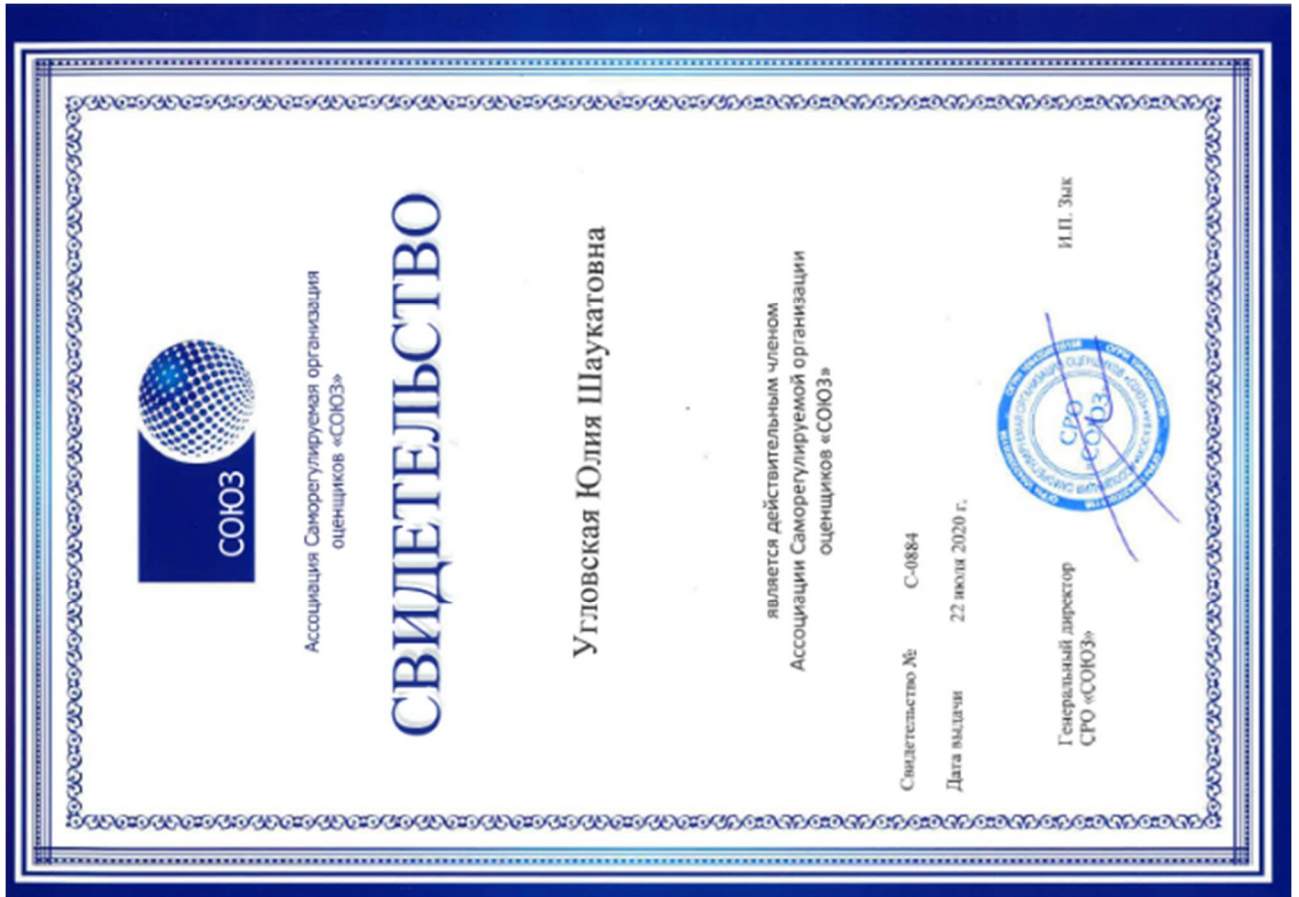 СОЮЗ
Ассоциация Саморегулируемая организация
оценщиков «СОЮЗ»
СВИДЕТЕЛЬСТВО
Угловская Юлия Шаукатовна
является действительным членом
Ассоциации Саморегулируемой организации
оценщиков «СОЮЗ»
Свидетельство № С-0884
Дата выдачи 22 июля 2020 г.
Генеральный директор
СРО «СОЮЗ»
И.П. Зык
СРО
«СОЮЗ»